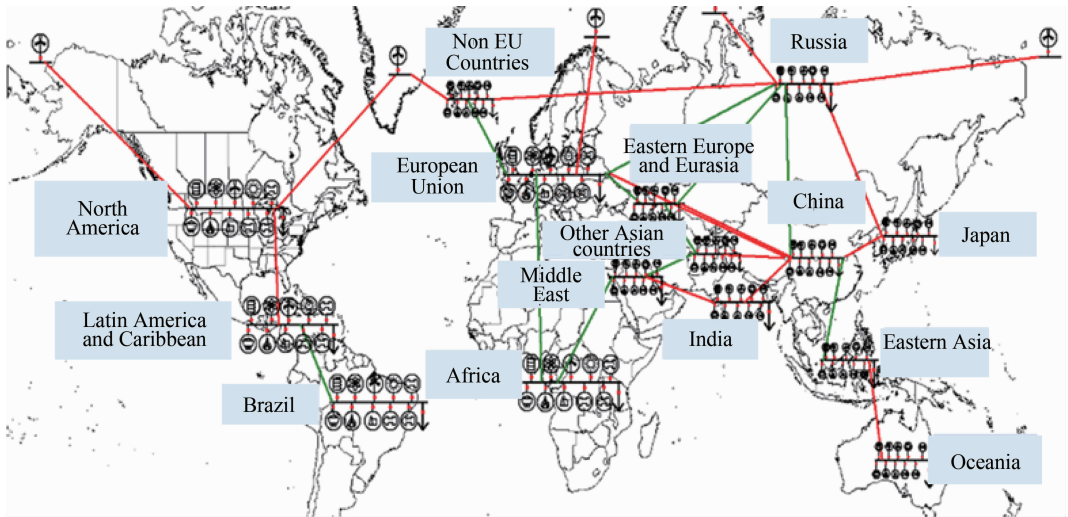 Non EU
Countries
Russia
European
Union
Eastern Europe
and Eurasia
North
America
China
Other Asian
countries
Japan
Middle
East
Latin America
and Caribbean
India
Eastern Asia
Africa
Brazil
Oceania